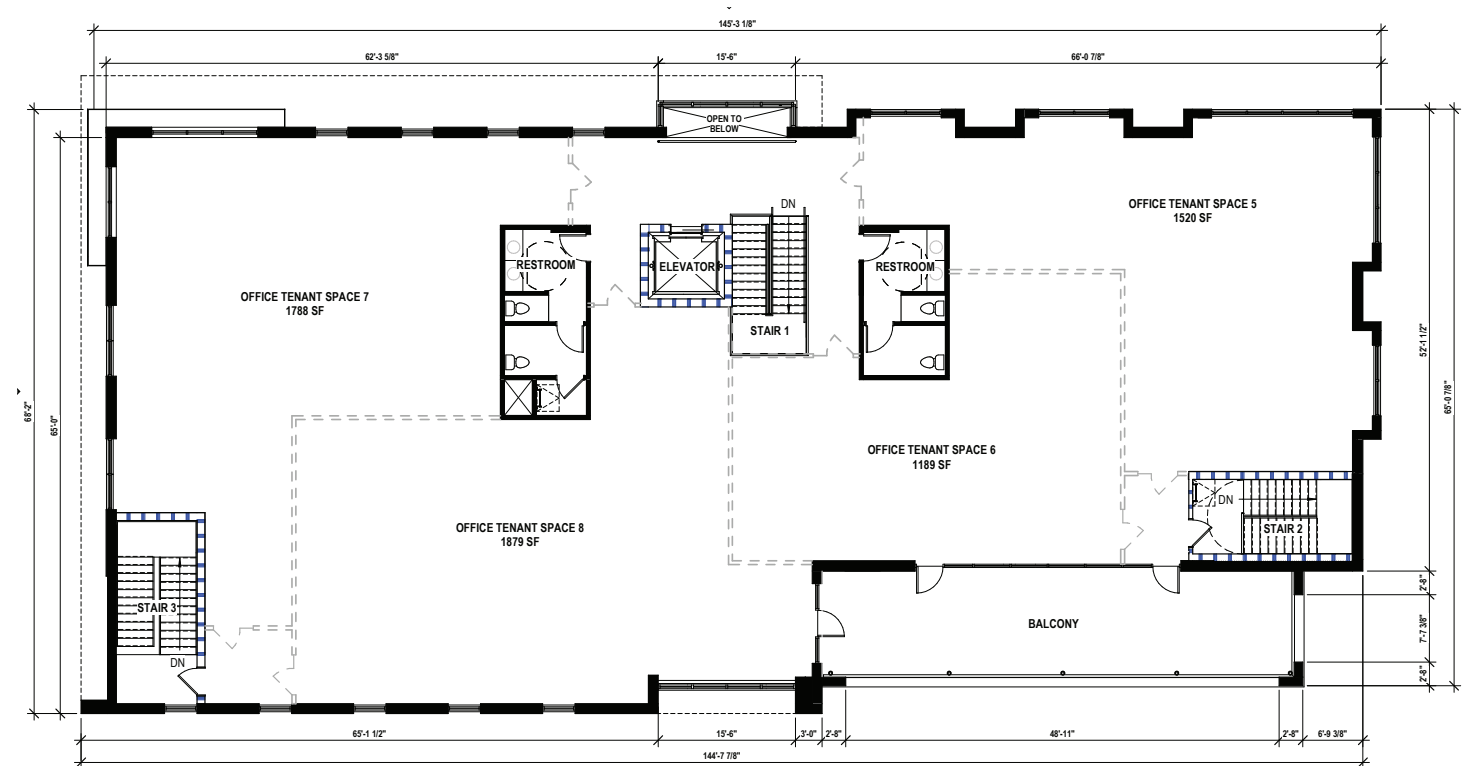 145'-3 1/8"
62'-3 5/8"
15'-6"
66'-0 7/8"
OPEN TO
BELOW
DN
OFFICE TENANT SPACE 5
1520 SF
RESTROOM
ELEVATOR
RESTROOM
OFFICE TENANT SPACE 7
1788 SF
STAIR 1
52'-1 1/2"
68'-2"
65'-0"
65'-0 7/8"
OFFICE TENANT SPACE 6
1189 SF
DN
STAIR 2
OFFICE TENANT SPACE 8
1879 SF
STAIR 3
DN
BALCONY
2'-8"
7'-7 3/8"
2'-8"
65'-1 1/2"
15'-6"
3'-0"
2'-8"
48'-11"
2'-8"
6'-9 3/8"
144'-7 7/8"